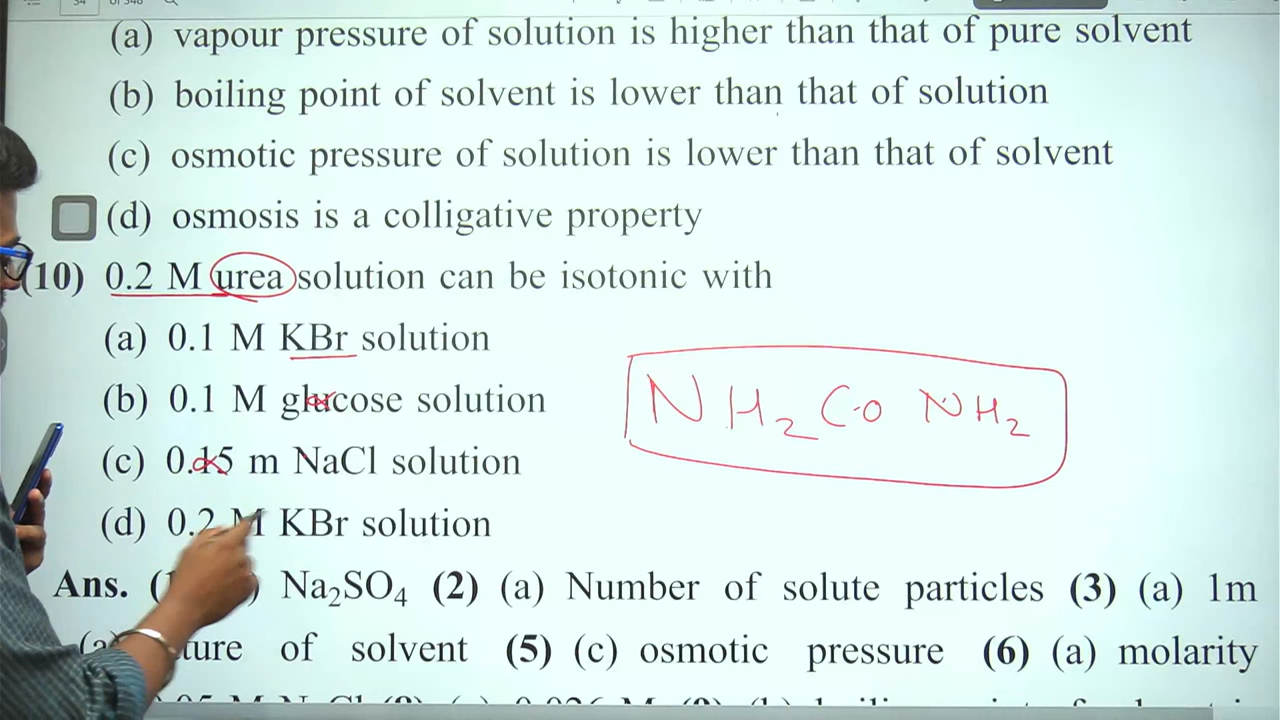 (a) vapour pressure of solution is higher than that of pure solvent
(b) boiling point of solvent is lower than that of solution
(c) osmotic pressure of solution is lower than that of solvent
(d) osmosis is a colligative property
(10) 0.2 M urea solution can be isotonic with
(a) 0.1 M KBr solution
(b) 0.1 M glucose solution
(c) 0.15 m NaCl solution
(d) 0.2 M KBr solution
NH₂CO NH₂
Ans. Na₂SO₄ (2) (a) Number of solute particles (3) (a) 1m
of solvent (5) (c) osmotic pressure (6) (a) molarity